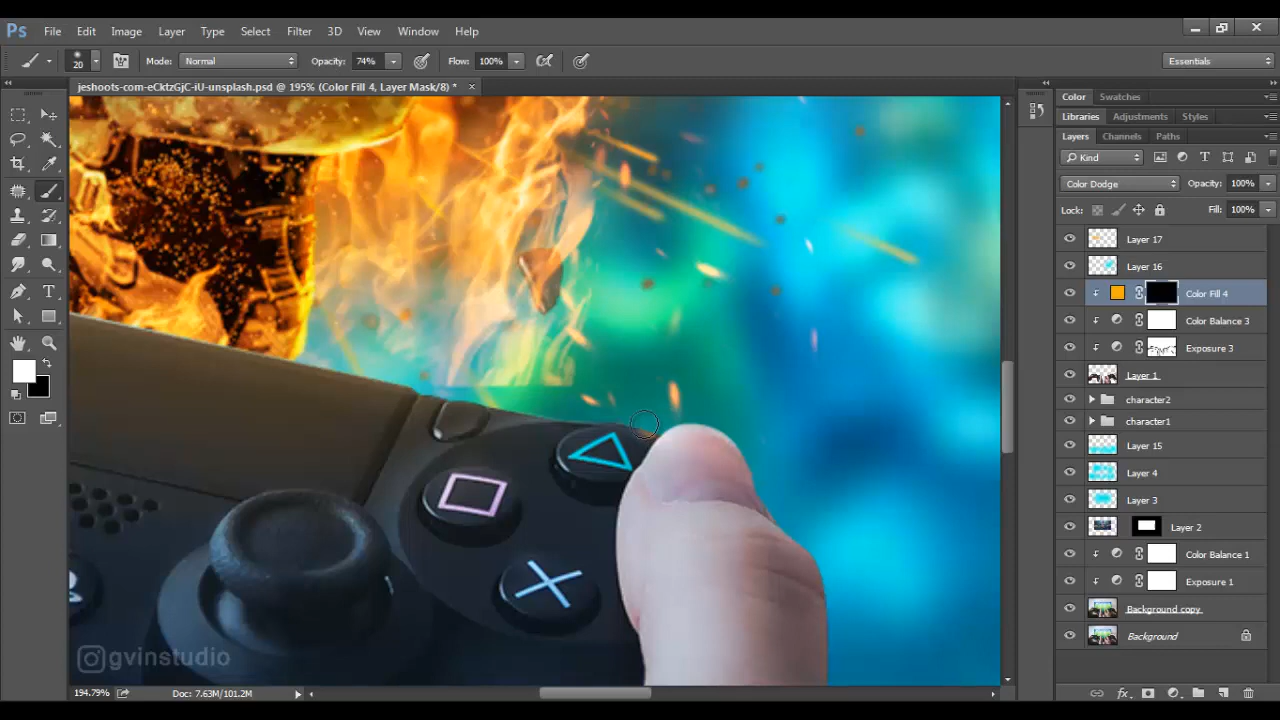 Ps File Edit Image Layer Type Select Filter 3D View Window Help
20 Mode: Normal Opacity: 74% Flow: 100% Essentials
jeshoots-com-eCktzGjC-iU-unsplash.psd @ 195% (Color Fill 4, Layer Mask/8) *
Color Swatches
Libraries Adjustments Styles
Layers Channels Paths
Kind
Color Dodge Opacity: 100%
Lock: Fill: 100%
Layer 17
Layer 16
Color Fill 4
Color Balance 3
Exposure 3
Layer 1
character2
character1
Layer 15
Layer 4
Layer 3
Layer 2
Color Balance 1
Exposure 1
Background copy
Background
gvinstudio
194.79% Doc: 7.63M/101.2M